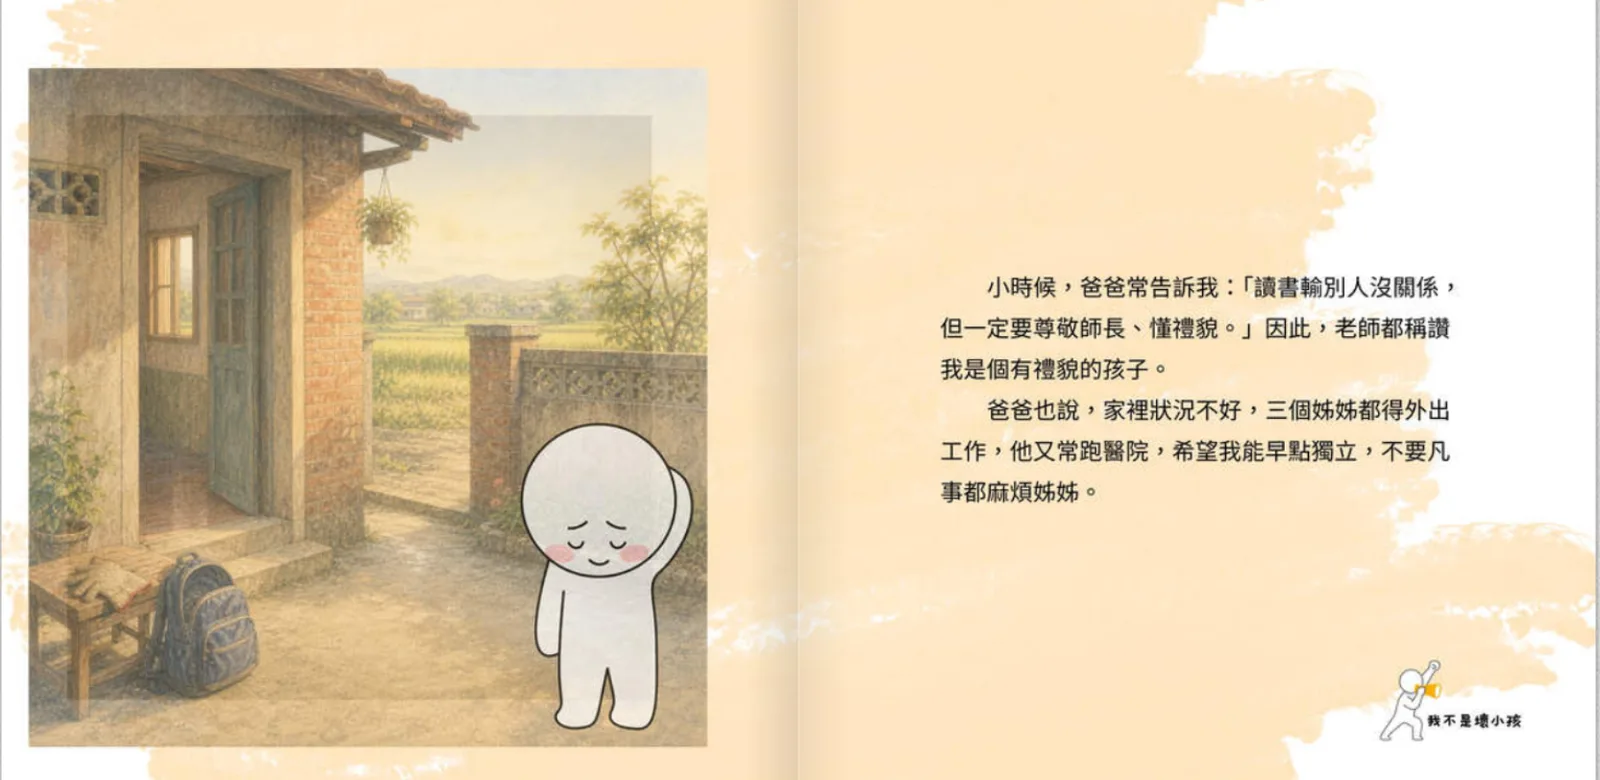 小時候，爸爸常告訴我：「讀書輸別人沒關係，
但一定要尊敬師長、懂禮貌。」因此，老師都稱讚
我是個有禮貌的孩子。
爸爸也說，家裡狀況不好，三個姊姊都得外出
工作，他又常跑醫院，希望我能早點獨立，不要凡
事都麻煩姊姊。
我不是壞小孩